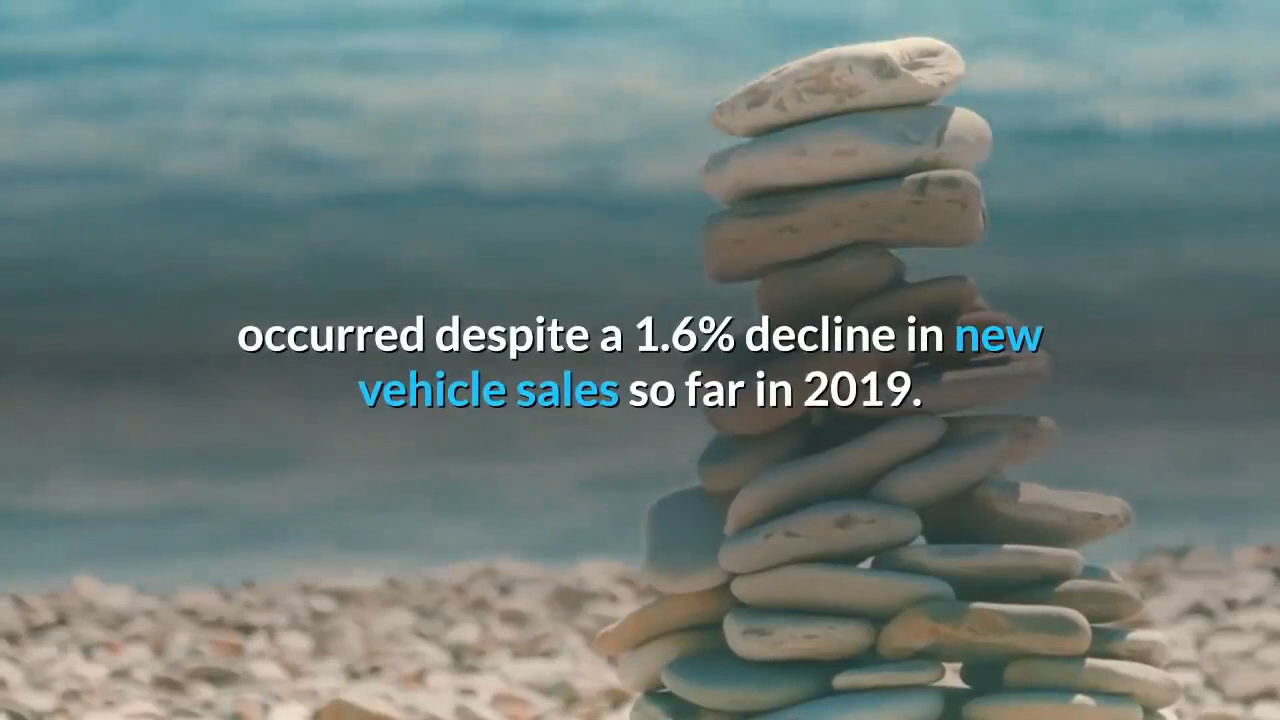 occurred despite a 1.6% decline in new
vehicle sales so far in 2019.